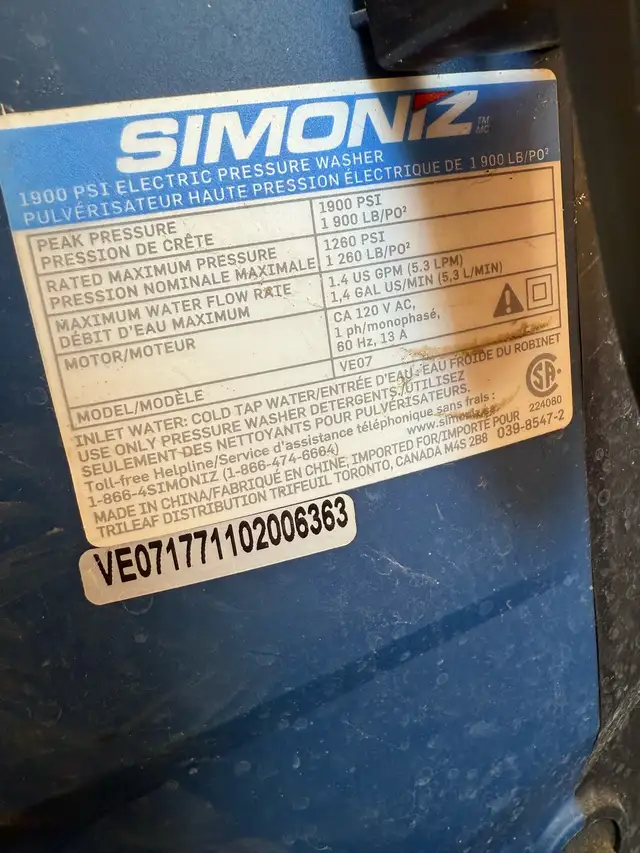 SIMONIZ TM MC
1900 PSI ELECTRIC PRESSURE WASHER
PULVÉRISATEUR HAUTE PRESSION ÉLECTRIQUE DE 1 900 LB/PO²
PEAK PRESSURE 1900 PSI
PRESSION DE CRÊTE 1 900 LB/PO²
RATED MAXIMUM PRESSURE 1260 PSI
PRESSION NOMINALE MAXIMALE 1 260 LB/PO²
MAXIMUM WATER FLOW RATE 1.4 US GPM (5.3 LPM)
DÉBIT D'EAU MAXIMUM 1,4 GAL US/MIN (5,3 L/MIN)
MOTOR/MOTEUR CA 120 V AC,
1 ph/monophasé,
60 Hz, 13 A
MODEL/MODÈLE VE07
INLET WATER: COLD TAP WATER/ENTRÉE D'EAU: EAU FROIDE DU ROBINET
USE ONLY PRESSURE WASHER DETERGENTS/UTILISEZ
SEULEMENT DES NETTOYANTS POUR PULVÉRISATEURS.
Toll-free Helpline/Service d'assistance téléphonique sans frais :
1-866-4SIMONIZ (1-866-474-6664)
MADE IN CHINA/FABRIQUÉ EN CHINE, IMPORTED FOR/IMPORTÉ POUR
TRILEAF DISTRIBUTION TRIFEUIL TORONTO, CANADA M4S 2B8 039-8547-2
SA
224080
VE071771102006363